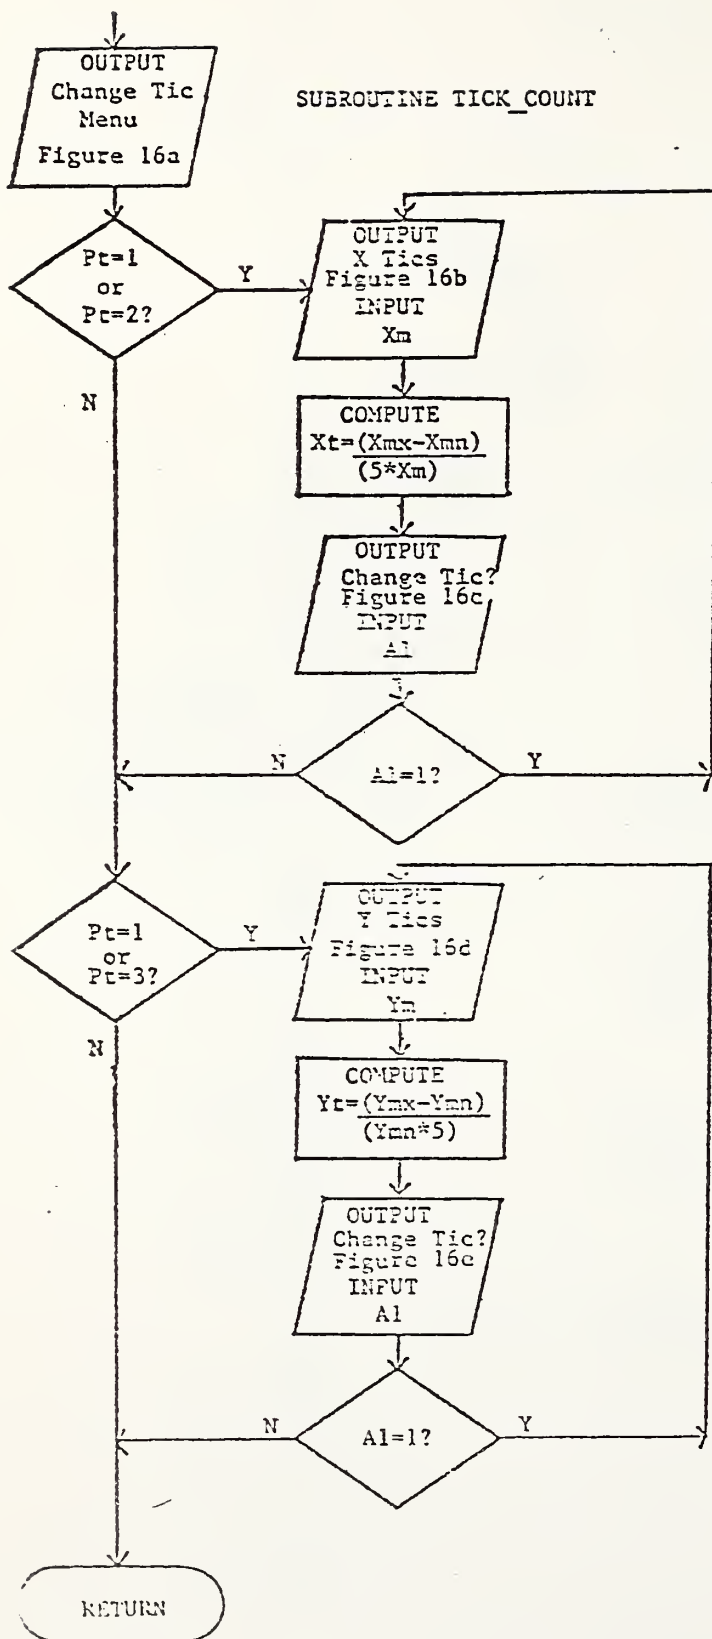 OUTPUT
Change Tic
Menu
Figure 16a
SUBROUTINE TICK_COUNT
Pt=1
or
Pt=2?
Y
N
OUTPUT
X Tics
Figure 16b
INPUT
Xm
COMPUTE
Xt=(Xmx-Xmn)
(5*Xm)
OUTPUT
Change Tic?
Figure 16c
INPUT
A1
N
A1=1?
Y
Pt=1
or
Pt=3?
Y
N
OUTPUT
Y Tics
Figure 16d
INPUT
Ym
COMPUTE
Yt=(Ymx-Ymn)
(Ymn*5)
OUTPUT
Change Tic?
Figure 16e
INPUT
A1
N
A1=1?
Y
RETURN